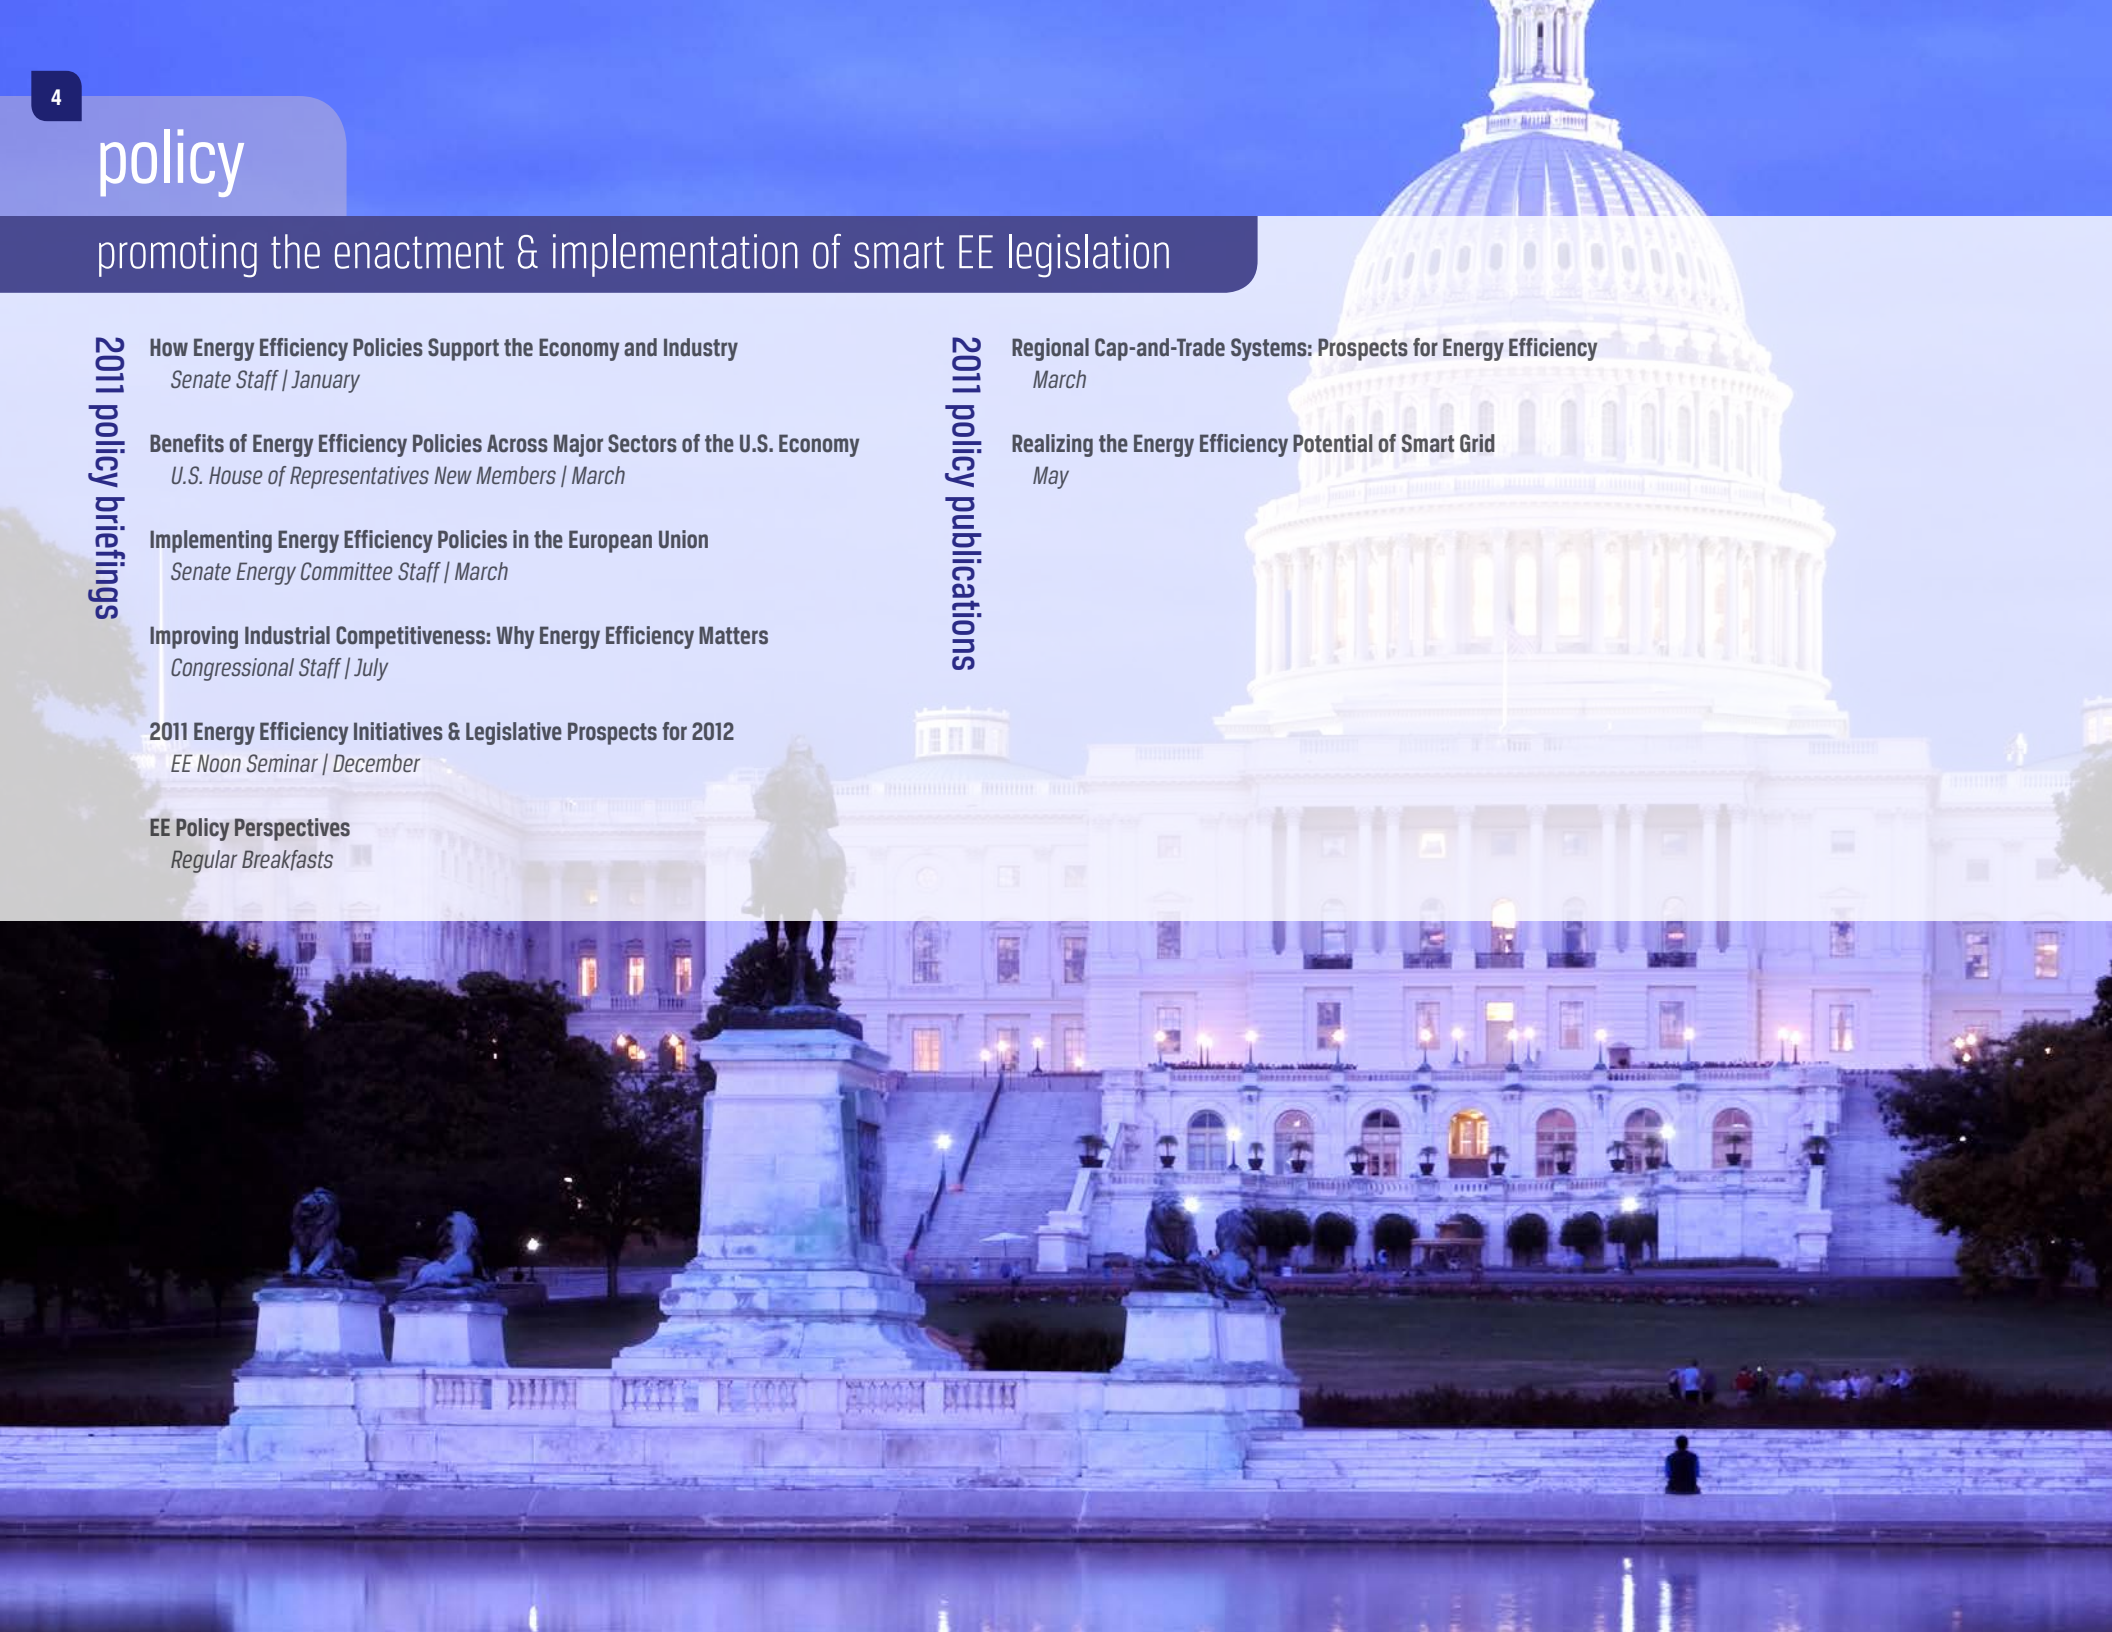 4
policy
promoting the enactment & implementation of smart EE legislation
2011 policy briefings
How Energy Efficiency Policies Support the Economy and Industry
Senate Staff | January
Benefits of Energy Efficiency Policies Across Major Sectors of the U.S. Economy
U.S. House of Representatives New Members | March
Implementing Energy Efficiency Policies in the European Union
Senate Energy Committee Staff | March
Improving Industrial Competitiveness: Why Energy Efficiency Matters
Congressional Staff | July
2011 Energy Efficiency Initiatives & Legislative Prospects for 2012
EE Noon Seminar | December
EE Policy Perspectives
Regular Breakfasts
2011 policy publications
Regional Cap-and-Trade Systems: Prospects for Energy Efficiency
March
Realizing the Energy Efficiency Potential of Smart Grid
May